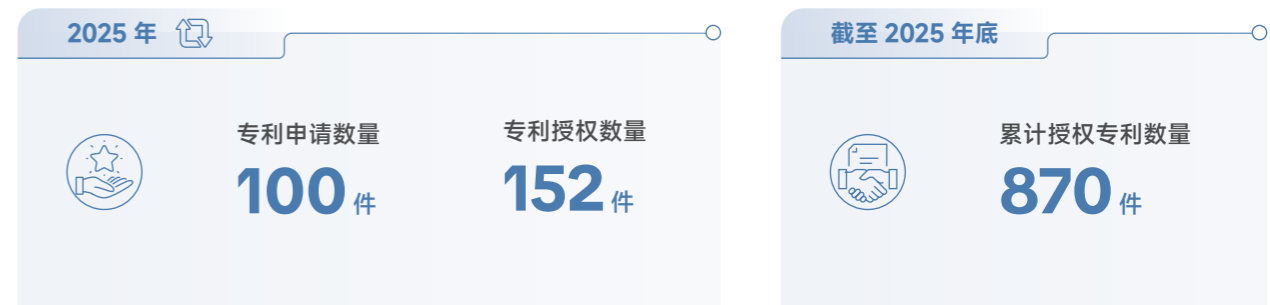 2025 年
专利申请数量
100 件
专利授权数量
152 件
截至 2025 年底
累计授权专利数量
870 件